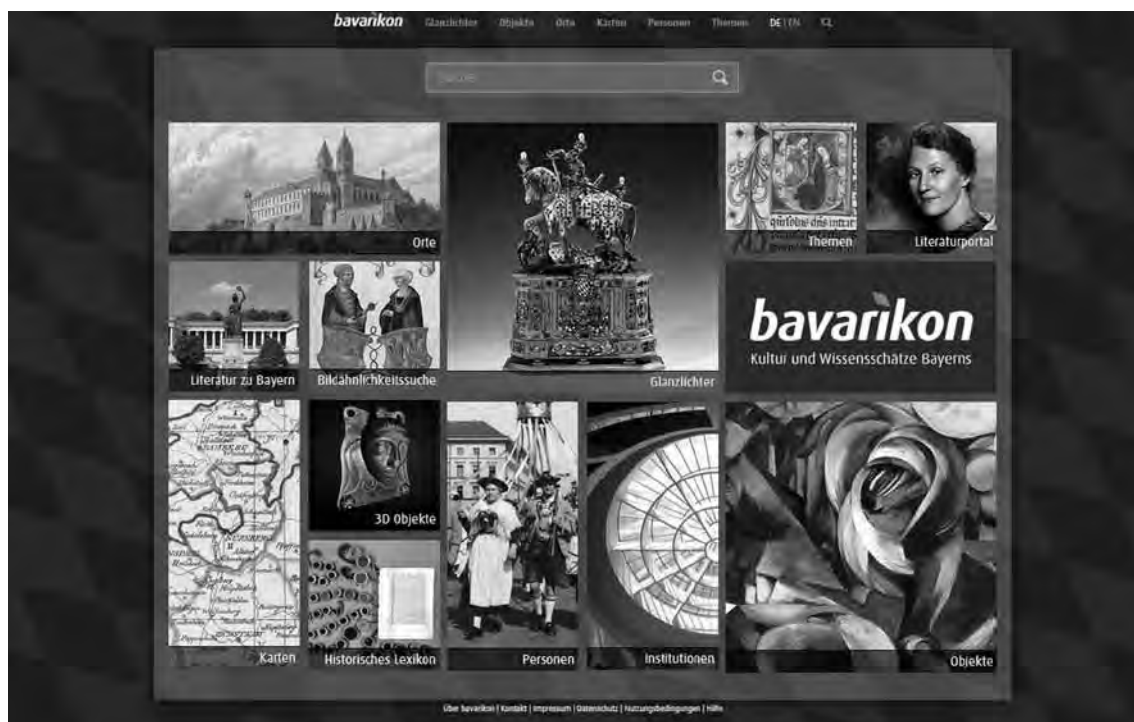 bavarikon Glanzlichter Objekte Orte Karten Personen Themen DE | EN
Orte
Themen
Literaturportal
Literatur zu Bayern
Bildähnlichkeitssuche
Glanzlichter
bavarikon
Kultur und Wissensschätze Bayerns
Karten
3D Objekte
Historisches Lexikon
Personen
Institutionen
Objekte
Über bavarikon | Kontakt | Impressum | Datenschutz | Nutzungsbedingungen | Hilfe